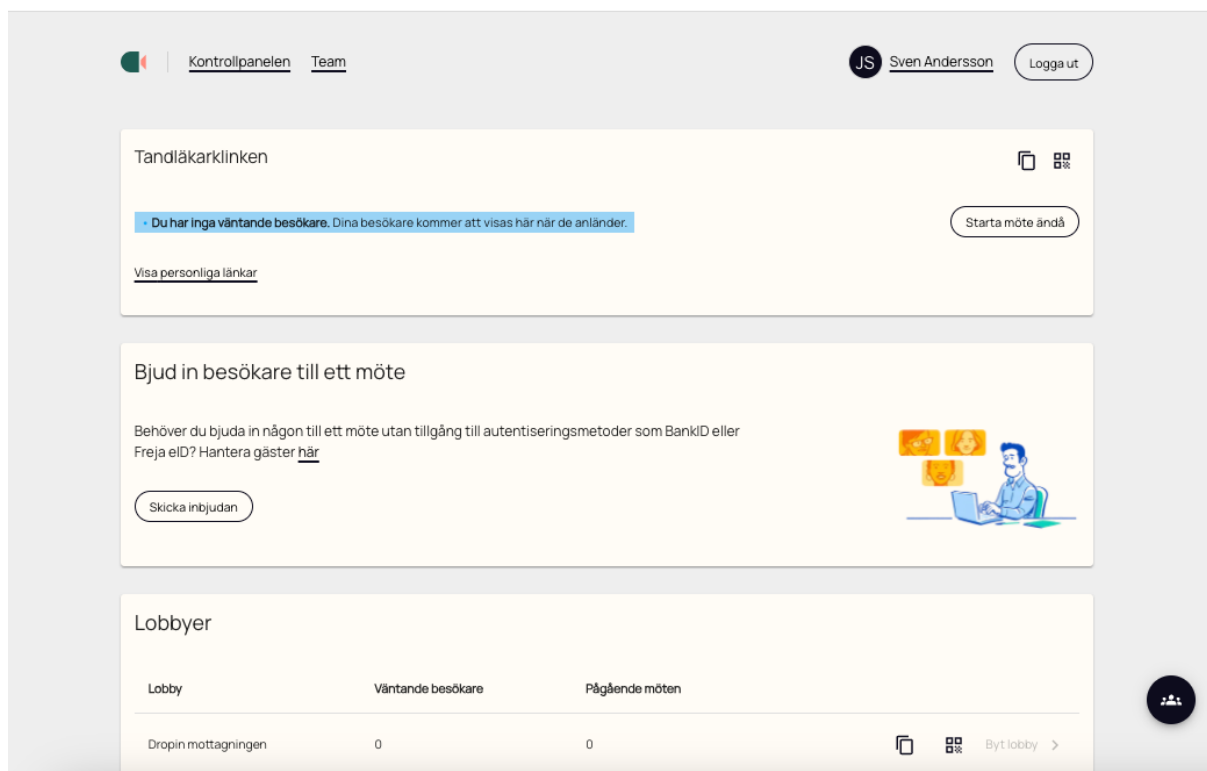 Kontrollpanelen Team JS Sven Andersson Logga ut
Tandläkarklinken
• Du har inga väntande besökare. Dina besökare kommer att visas här när de anländer. Starta möte ändå
Visa personliga länkar
Bjud in besökare till ett möte
Behöver du bjuda in någon till ett möte utan tillgång till autentiseringsmetoder som BankID eller
Freja eID? Hantera gäster här
Skicka inbjudan
Lobbyer
Lobby Väntande besökare Pågående möten
Dropin mottagningen 0 0 Byt lobby